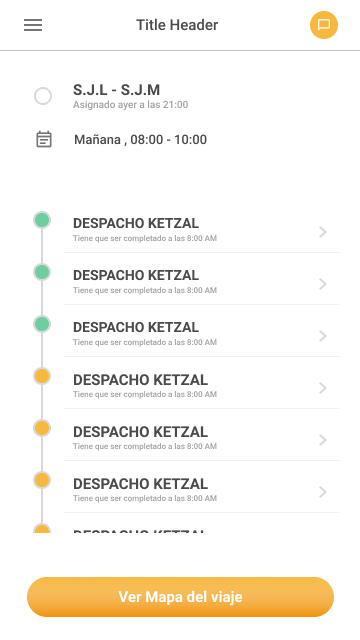 Title Header
S.J.L - S.J.M
Asignado ayer a las 21:00
Mañana , 08:00 - 10:00
DESPACHO KETZAL
Tiene que ser completado a las 8:00 AM
DESPACHO KETZAL
Tiene que ser completado a las 8:00 AM
DESPACHO KETZAL
Tiene que ser completado a las 8:00 AM
DESPACHO KETZAL
Tiene que ser completado a las 8:00 AM
DESPACHO KETZAL
Tiene que ser completado a las 8:00 AM
DESPACHO KETZAL
Tiene que ser completado a las 8:00 AM
DESPACHO KETZAL
Ver Mapa del viaje